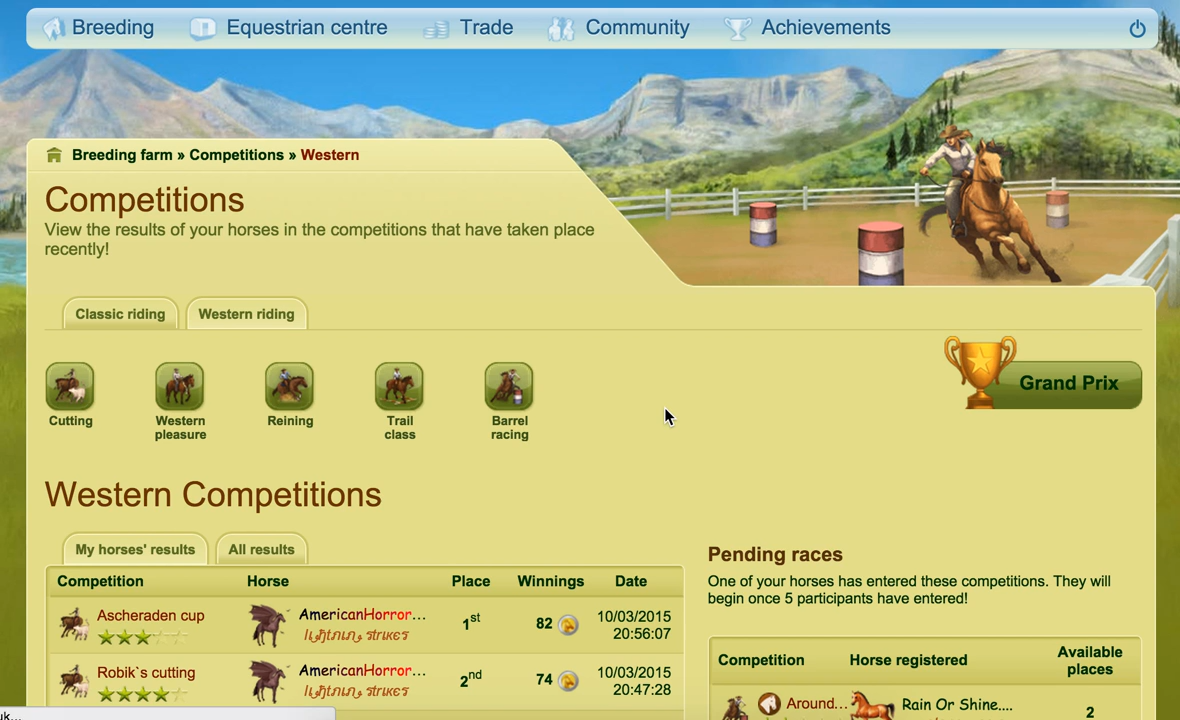 Breeding Equestrian centre Trade Community Achievements
Breeding farm » Competitions » Western
Competitions
View the results of your horses in the competitions that have taken place
recently!
Classic riding Western riding
Grand Prix
Cutting Western pleasure Reining Trail class Barrel racing
Western Competitions
My horses' results All results
Competition Horse Place Winnings Date
Ascheraden cup AmericanHorror... 1st 82 10/03/2015
20:56:07
Robik`s cutting AmericanHorror... 2nd 74 10/03/2015
20:47:28
Pending races
One of your horses has entered these competitions. They will
begin once 5 participants have entered!
Competition Horse registered Available places
Around... Rain Or Shine.... 2